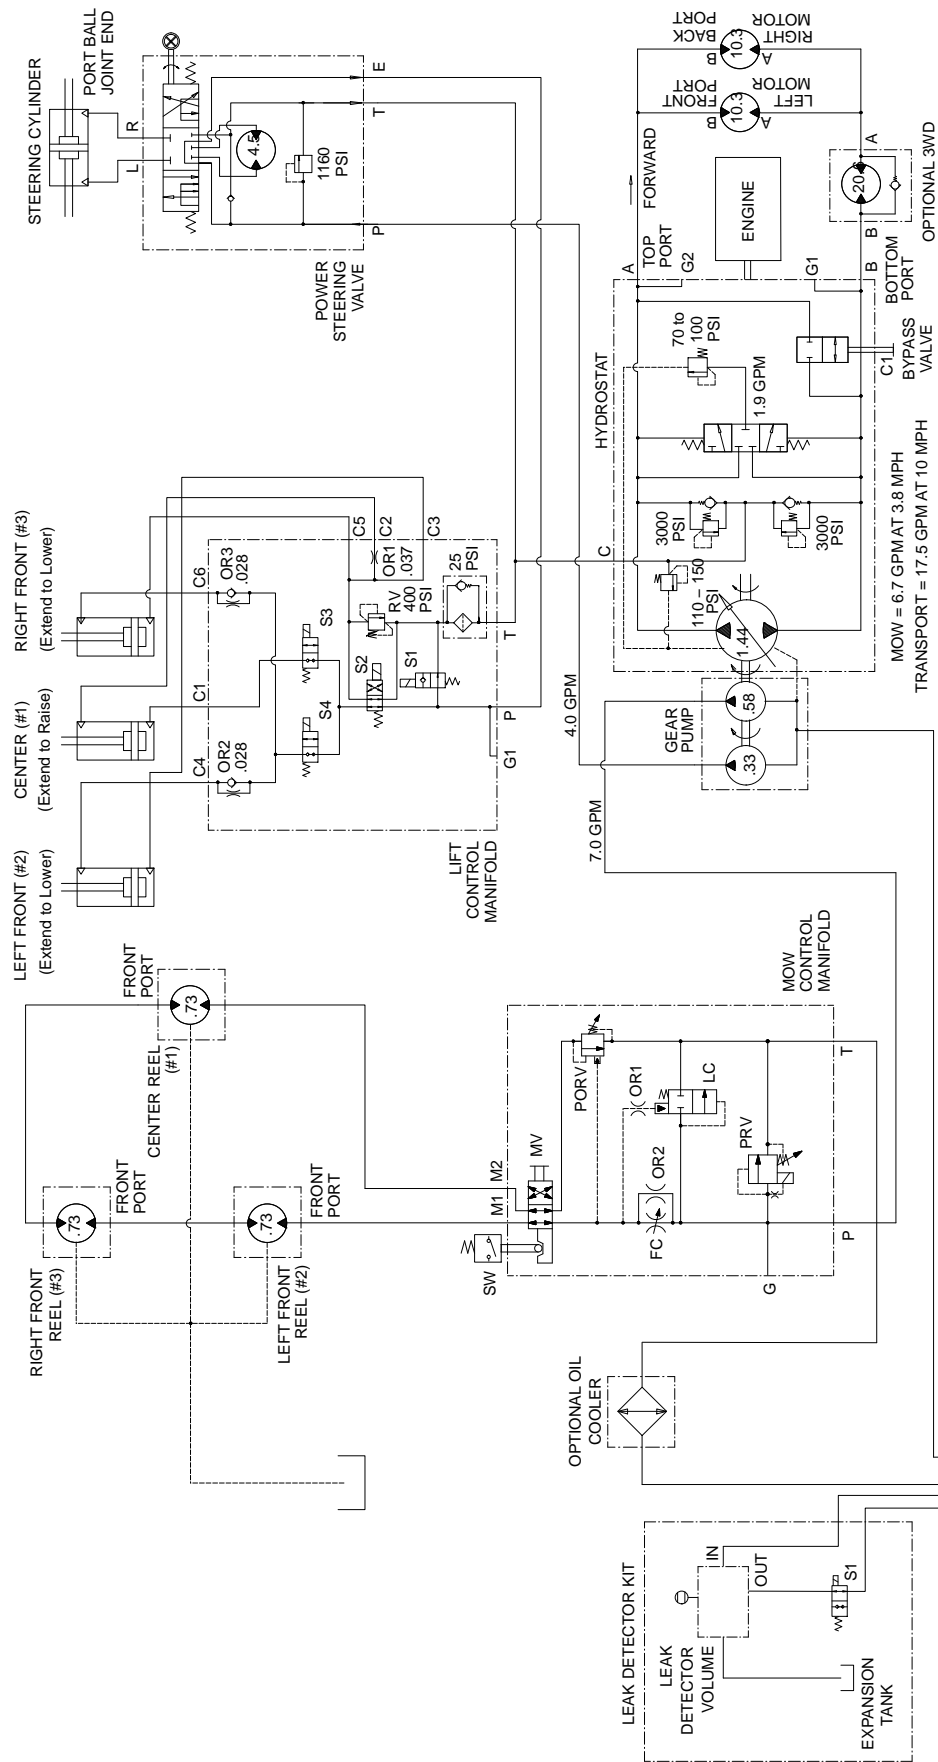 STEERING CYLINDER
PORT BALL
JOINT END
L
R
4.5
1160
PSI
P
T
E
POWER
STEERING
VALVE
RIGHT FRONT (#3)
(Extend to Lower)
CENTER (#1)
(Extend to Raise)
LEFT FRONT (#2)
(Extend to Lower)
C4
C1
C6
OR2
.028
OR3
.028
C5
C2
C3
OR1
.037
S4
S3
S2
S1
RV
400
PSI
25
PSI
G1
P
T
LIFT
CONTROL
MANIFOLD
4.0 GPM
7.0 GPM
GEAR
PUMP
.33
.58
HYDROSTAT
C
1.44
110 – 150
PSI
3000
PSI
3000
PSI
70 to
100
PSI
1.9 GPM
C1
BYPASS
VALVE
A
TOP
PORT
G2
G1
B
BOTTOM
PORT
FORWARD
ENGINE
B
FRONT
PORT
10.3
A
LEFT
MOTOR
B
BACK
PORT
10.3
A
RIGHT
MOTOR
B
A
OPTIONAL 3WD
MOW = 6.7 GPM AT 3.8 MPH
TRANSPORT = 17.5 GPM AT 10 MPH
FRONT
PORT
.73
CENTER REEL
(#1)
.73
FRONT
PORT
RIGHT FRONT
REEL (#3)
.73
FRONT
PORT
LEFT FRONT
REEL (#2)
SW
M1
M2
MV
PORV
OR1
LC
FC
OR2
PRV
G
P
T
MOW
CONTROL
MANIFOLD
OPTIONAL OIL
COOLER
LEAK DETECTOR KIT
LEAK
DETECTOR
VOLUME
IN
OUT
S1
EXPANSION
TANK